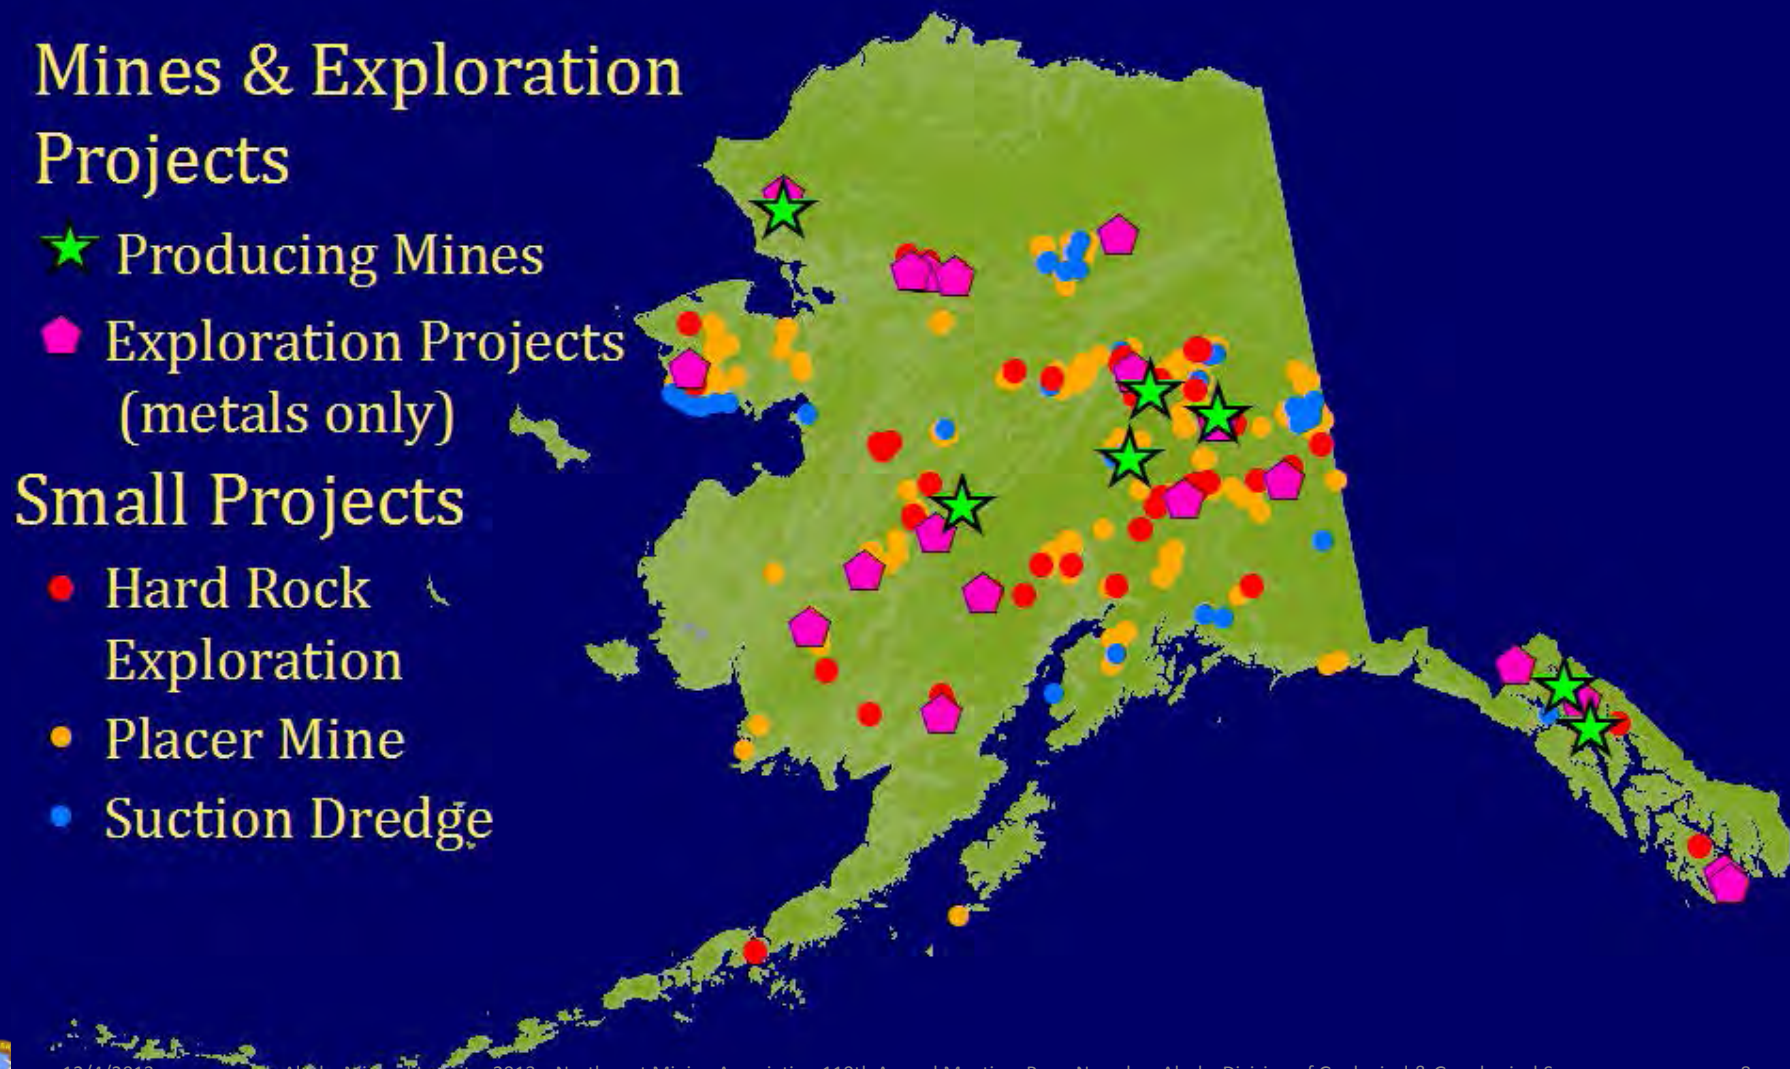 Mines & Exploration
Projects
Producing Mines
Exploration Projects
(metals only)
Small Projects
Hard Rock
Exploration
Placer Mine
Suction Dredge